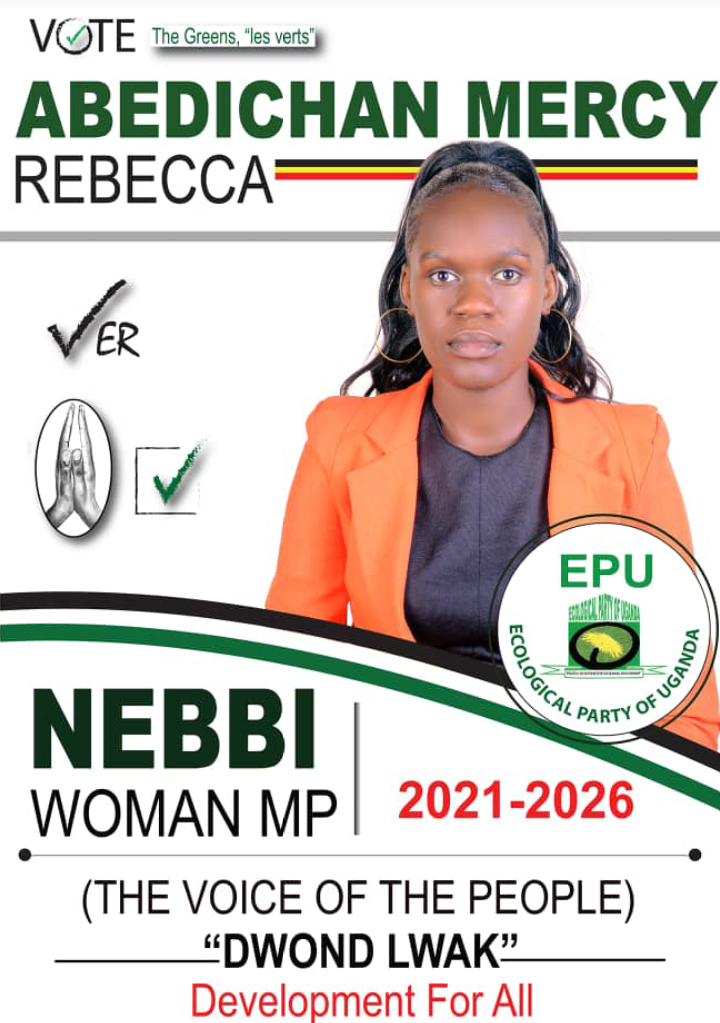 VOTE The Greens, "les verts"
ABEDICHAN MERCY
REBECCA
ER
EPU
ECOLOGICAL PARTY OF UGANDA
ECOLOGICAL PARTY OF UGANDA
NEBBI
WOMAN MP
2021-2026
(THE VOICE OF THE PEOPLE)
“DWOND LWAK”
Development For All